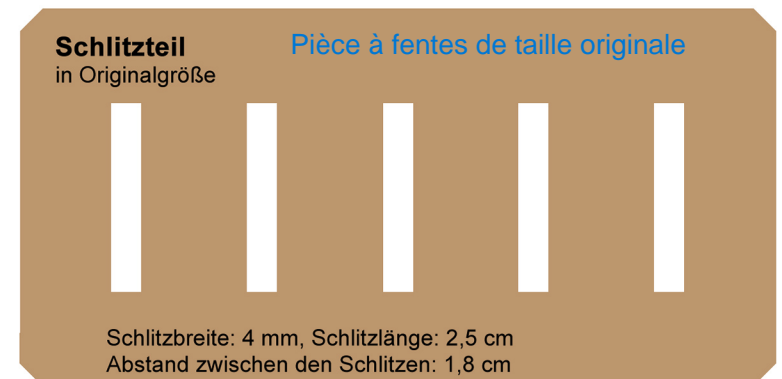 Schlitzteil
in Originalgröße
Pièce à fentes de taille originale
Schlitzbreite: 4 mm, Schlitzlänge: 2,5 cm
Abstand zwischen den Schlitzen: 1,8 cm